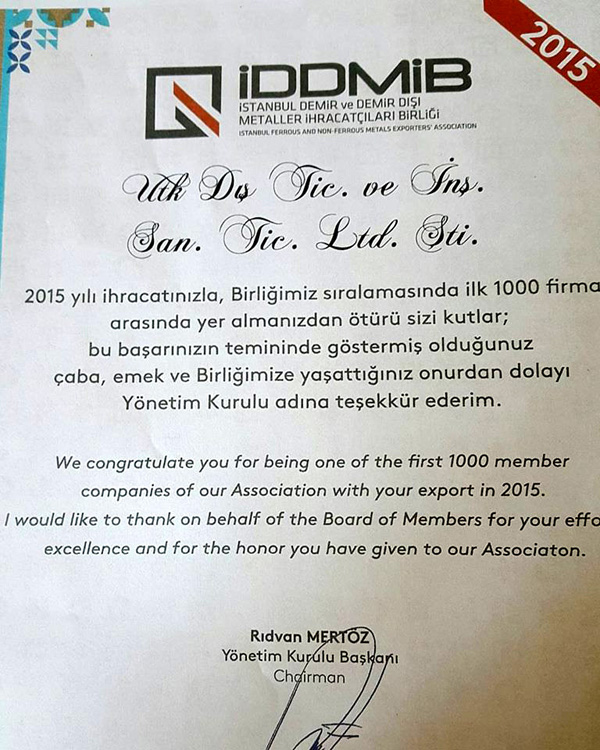 2015
İDDMİB
İSTANBUL DEMİR ve DEMİR DIŞI
METALLER İHRACATÇILARI BİRLİĞİ
ISTANBUL FERROUS AND NON-FERROUS METALS EXPORTERS' ASSOCIATION
Utk Dış Tic. ve İnş.
San. Tic. Ltd. Şti.
2015 yılı ihracatınızla, Birliğimiz sıralamasında ilk 1000 firma
arasında yer almanızdan ötürü sizi kutlar;
bu başarınızın temininde göstermiş olduğunuz
çaba, emek ve Birliğimize yaşattığınız onurdan dolayı
Yönetim Kurulu adına teşekkür ederim.
We congratulate you for being one of the first 1000 member
companies of our Association with your export in 2015.
I would like to thank on behalf of the Board of Members for your effo
excellence and for the honor you have given to our Associaton.
Rıdvan MERTÖZ
Yönetim Kurulu Başkanı
Chairman